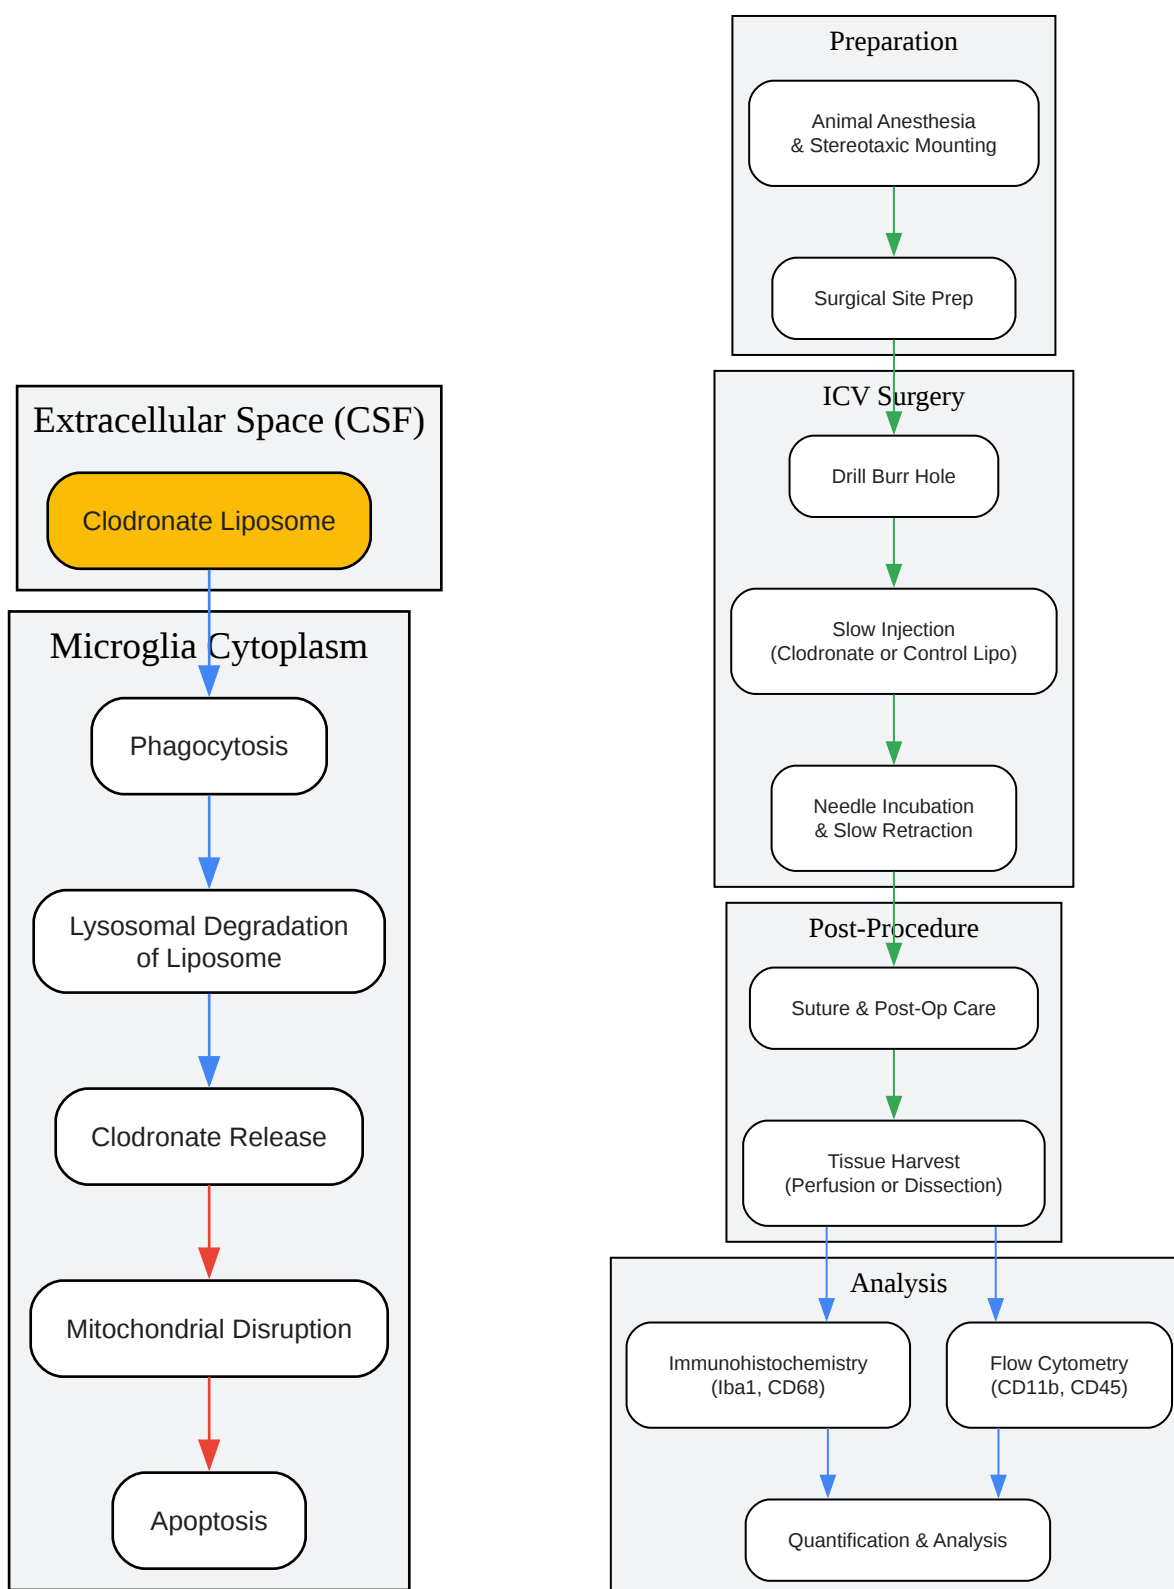 Extracellular Space (CSF)
Clodronate Liposome
Microglia Cytoplasm
Phagocytosis
Lysosomal Degradation
of Liposome
Clodronate Release
Mitochondrial Disruption
Apoptosis
Preparation
Animal Anesthesia
& Stereotaxic Mounting
Surgical Site Prep
ICV Surgery
Drill Burr Hole
Slow Injection
(Clodronate or Control Lipo)
Needle Incubation
& Slow Retraction
Post-Procedure
Suture & Post-Op Care
Tissue Harvest
(Perfusion or Dissection)
Analysis
Immunohistochemistry
(Iba1, CD68)
Flow Cytometry
(CD11b, CD45)
Quantification & Analysis